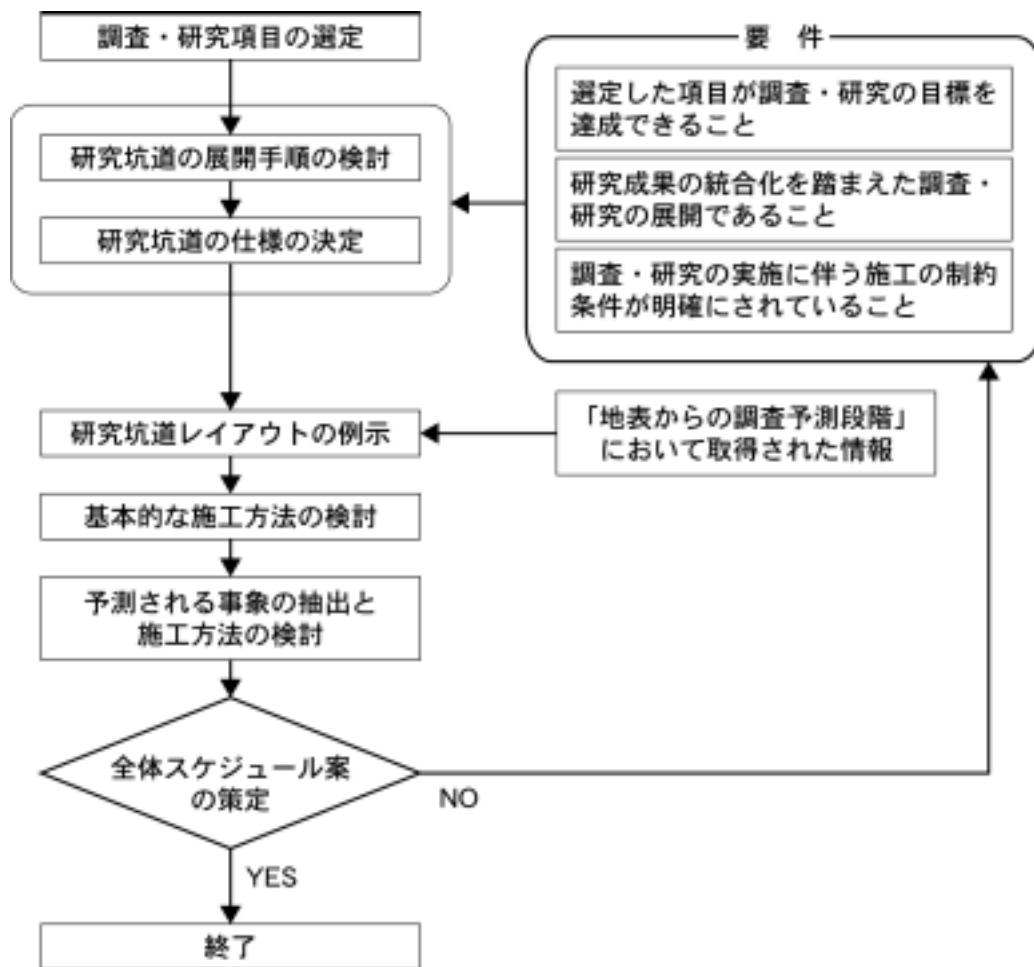 調査・研究項目の選定
要 件
選定した項目が調査・研究の目標を
達成できること
研究坑道の展開手順の検討
研究成果の統合化を踏まえた調査・
研究の展開であること
研究坑道の仕様の決定
調査・研究の実施に伴う施工の制約
条件が明確にされていること
研究坑道レイアウトの例示
「地表からの調査予測段階」
において取得された情報
基本的な施工方法の検討
予測される事象の抽出と
施工方法の検討
全体スケジュール案
の策定
NO
YES
終了